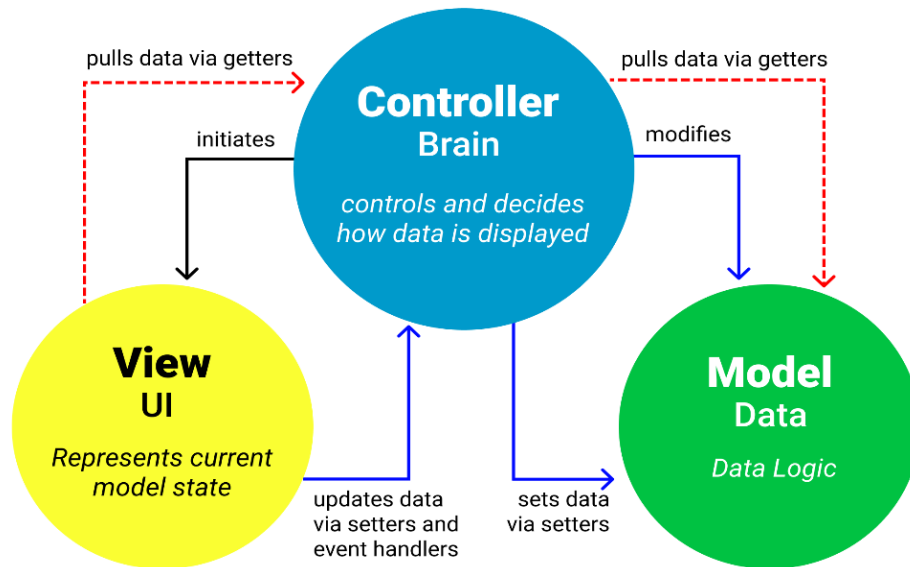 pulls data via getters
pulls data via getters
Controller
Brain
initiates
modifies
controls and decides
how data is displayed
View
UI
Represents current
model state
Model
Data
Data Logic
updates data
via setters and
event handlers
sets data
via setters